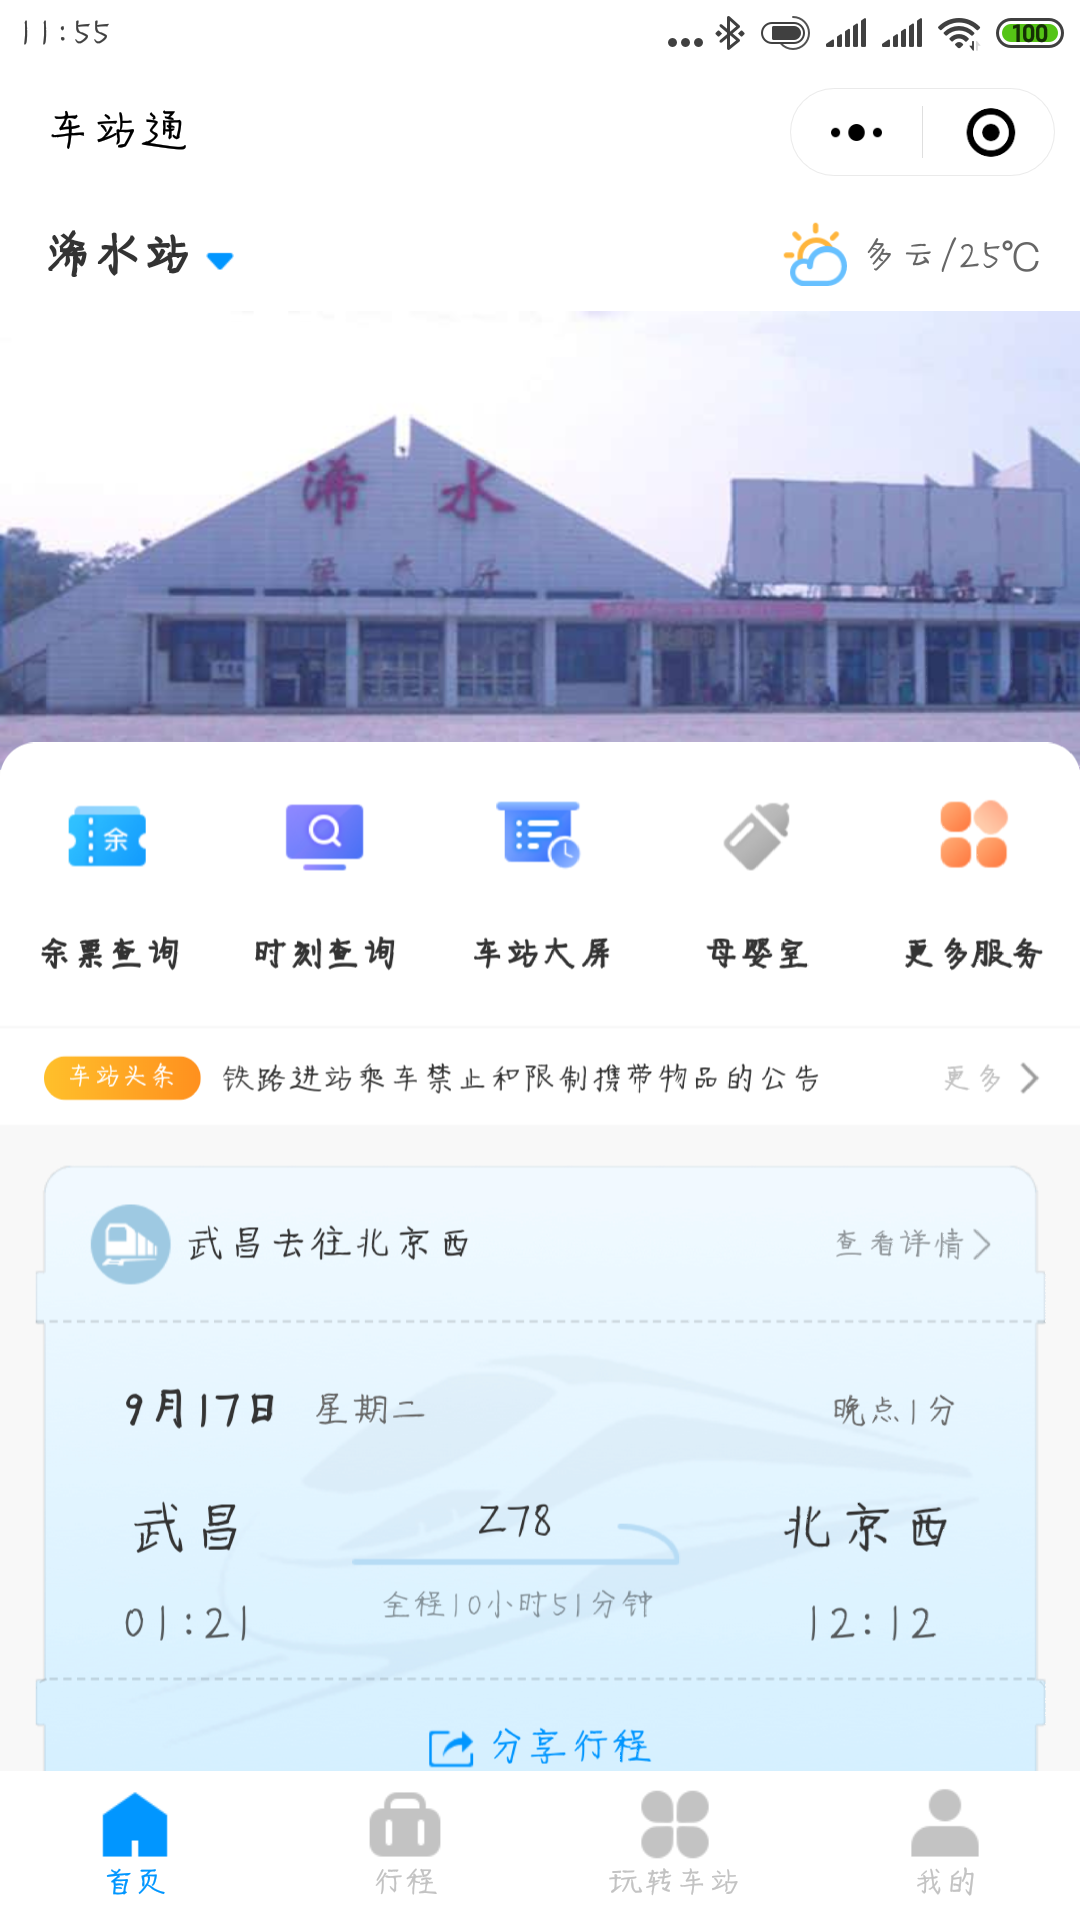 11:55
100
车站通
浠水站
多云/25℃
浠水
候车厅
售票厅
余
余票查询
时刻查询
车站大屏
母婴室
更多服务
车站头条
铁路进站乘车禁止和限制携带物品的公告
更多
武昌去往北京西
查看详情
9月17日
星期二
晚点1分
武昌
Z78
北京西
01:21
全程10小时51分钟
12:12
分享行程
首页
行程
玩转车站
我的